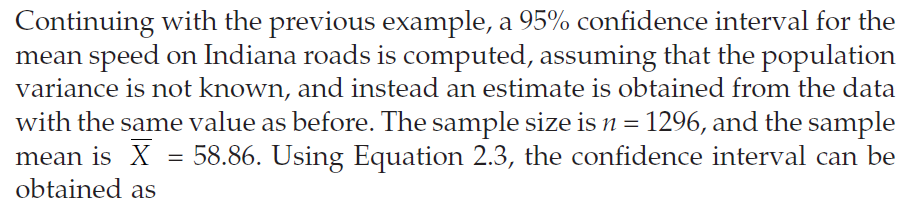 Continuing with the previous example, a 95% confidence interval for the
mean speed on Indiana roads is computed, assuming that the population
variance is not known, and instead an estimate is obtained from the data
with the same value as before. The sample size is n = 1296, and the sample
mean is X̅ = 58.86. Using Equation 2.3, the confidence interval can be
obtained as